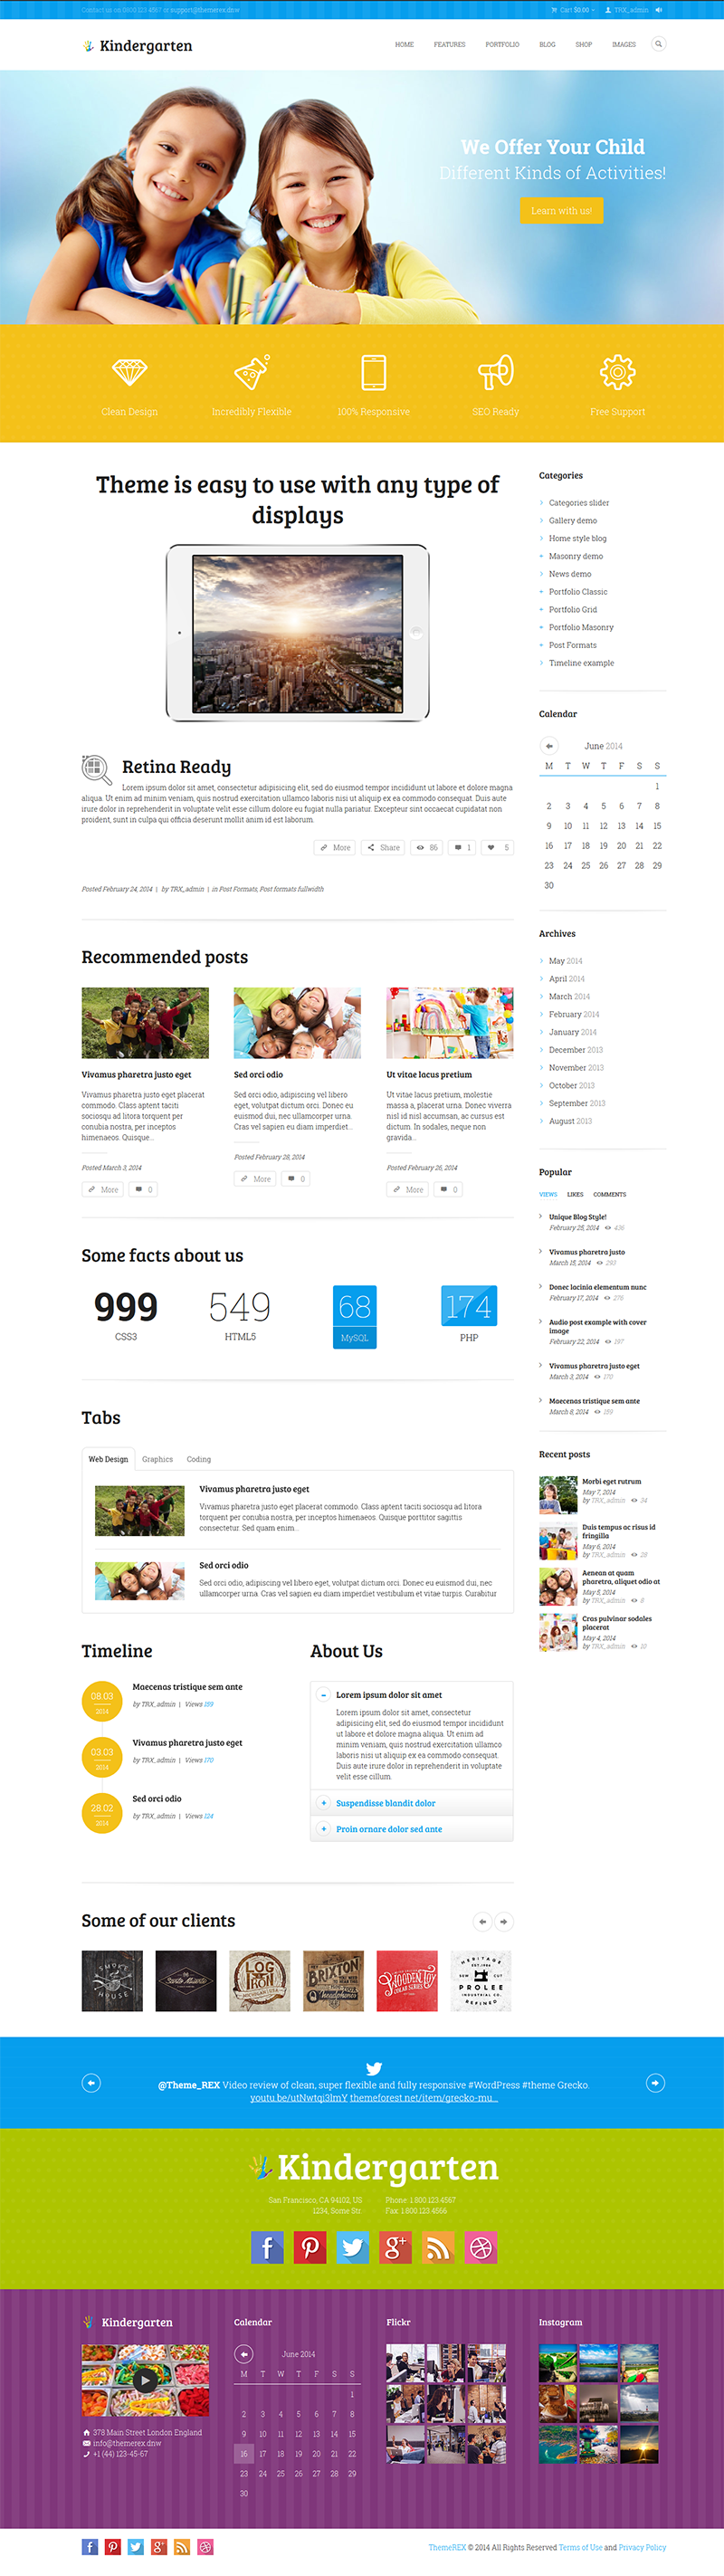 Contact us on 0800 123 4567 or support@themerex.dnw
Cart $0.00
TRX_admin
Kindergarten
HOME FEATURES PORTFOLIO BLOG SHOP IMAGES
We Offer Your Child
Different Kinds of Activities!
Learn with us!
Clean Design Incredibly Flexible 100% Responsive SEO Ready Free Support
Theme is easy to use with any type of
displays
Retina Ready
Lorem ipsum dolor sit amet, consectetur adipisicing elit, sed do eiusmod tempor incididunt ut labore et dolore magna
aliqua. Ut enim ad minim veniam, quis nostrud exercitation ullamco laboris nisi ut aliquip ex ea commodo consequat. Duis aute
irure dolor in reprehenderit in voluptate velit esse cillum dolore eu fugiat nulla pariatur. Excepteur sint occaecat cupidatat non
proident, sunt in culpa qui officia deserunt mollit anim id est laborum.
More Share 86 1 5
Posted February 24, 2014 | by TRX_admin | in Post Formats, Post formats fullwidth
Recommended posts
Vivamus pharetra justo eget
Vivamus pharetra justo eget placerat
commodo. Class aptent taciti
sociosqu ad litora torquent per
conubia nostra, per inceptos
himenaeos. Quisque...
Posted March 3, 2014
More 0
Sed orci odio
Sed orci odio, adipiscing vel libero
eget, volutpat dictum orci. Donec eu
euismod dui, nec ullamcorper urna.
Cras vel sapien eu diam imperdiet...
Posted February 28, 2014
More 0
Ut vitae lacus pretium
Ut vitae lacus pretium, molestie
massa a, placerat urna. Donec viverra
nisl id nisl accumsan, ac cursus est
dictum. In sodales, neque non
gravida...
Posted February 26, 2014
More 0
Some facts about us
999 549 68 174
CSS3 HTML5 MySQL PHP
Tabs
Web Design Graphics Coding
Vivamus pharetra justo eget
Vivamus pharetra justo eget placerat commodo. Class aptent taciti sociosqu ad litora
torquent per conubia nostra, per inceptos himenaeos. Quisque porttitor sagittis
consectetur. Sed quam enim...
Sed orci odio
Sed orci odio, adipiscing vel libero eget, volutpat dictum orci. Donec eu euismod dui, nec
ullamcorper urna. Cras vel sapien eu diam imperdiet vestibulum et vitae turpis. Curabitur
Timeline
08.03
2014
Maecenas tristique sem ante
by TRX_admin | Views 159
03.03
2014
Vivamus pharetra justo eget
by TRX_admin | Views 170
28.02
2014
Sed orci odio
by TRX_admin | Views 124
About Us
Lorem ipsum dolor sit amet
Lorem ipsum dolor sit amet, consectetur
adipisicing elit, sed do eiusmod tempor incididunt
ut labore et dolore magna aliqua. Ut enim ad
minim veniam, quis nostrud exercitation ullamco
laboris nisi ut aliquip ex ea commodo consequat.
Duis aute irure dolor in reprehenderit in voluptate
velit esse cillum.
Suspendisse blandit dolor
Proin ornare dolor sed ante
Some of our clients
SMOKE
HOUSE
Santa Muerte
LOG
IRON
BRIXTON
headphones
WOODEN TOY
HERITAGE
SEW CUT
PROLEE
INDUSTRIAL CO.
REFINED
Categories
Categories slider
Gallery demo
Home style blog
Masonry demo
News demo
Portfolio Classic
Portfolio Grid
Portfolio Masonry
Post Formats
Timeline example
Calendar
June 2014
M T W T F S S
1
2 3 4 5 6 7 8
9 10 11 12 13 14 15
16 17 18 19 20 21 22
23 24 25 26 27 28 29
30
Archives
May 2014
April 2014
March 2014
February 2014
January 2014
December 2013
November 2013
October 2013
September 2013
August 2013
Popular
VIEWS LIKES COMMENTS
Unique Blog Style!
February 25, 2014 436
Vivamus pharetra justo
March 15, 2014 293
Donec lacinia elementum nunc
February 17, 2014 276
Audio post example with cover
image
February 22, 2014 197
Vivamus pharetra justo eget
March 3, 2014 170
Maecenas tristique sem ante
March 8, 2014 159
Recent posts
Morbi eget rutrum
May 7, 2014
by TRX_admin 34
Duis tempus ac risus id
fringilla
May 6, 2014
by TRX_admin
Aenean at quam
pharetra, aliquet odio at
May 5, 2014
by TRX_admin 8
Cras pulvinar sodales
placerat
May 4, 2014
by TRX_admin
@Theme_REX Video review of clean, super flexible and fully responsive #WordPress #theme Grecko.
youtu.be/utNwtqi3lmY themeforest.net/item/grecko-mu...
Kindergarten
San Francisco, CA 94102, US
1234, Some Str.
Phone: 1.800.123.4567
Fax: 1.800.123.4566
Kindergarten
378 Main Street London England
info@themerex.dnw
+1 (44) 123-45-67
Calendar
June 2014
M T W T F S S
1
2 3 4 5 6 7 8
9 10 11 12 13 14 15
16 17 18 19 20 21 22
23 24 25 26 27 28 29
30
Flickr
Instagram
ThemeREX © 2014 All Rights Reserved Terms of Use and Privacy Policy